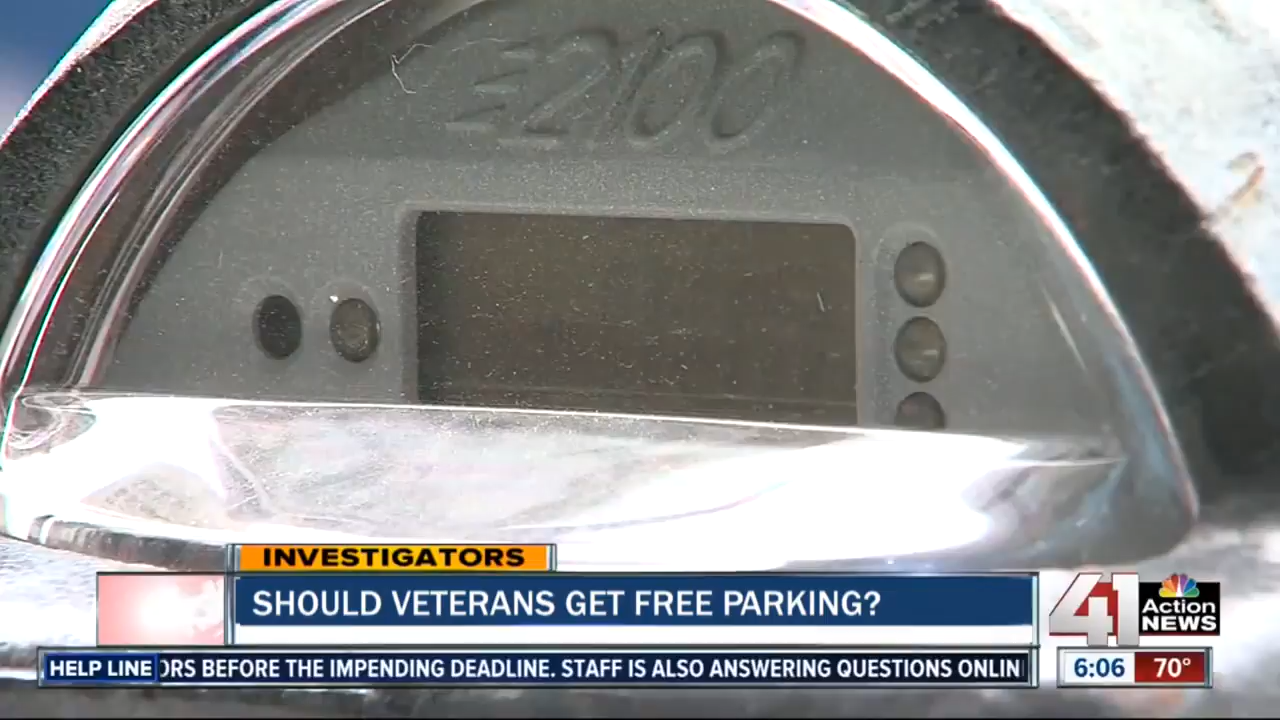 E2100
INVESTIGATORS
SHOULD VETERANS GET FREE PARKING?
41
Action
NEWS
HELP LINE
ORS BEFORE THE IMPENDING DEADLINE. STAFF IS ALSO ANSWERING QUESTIONS ONLIN
6:06
70°